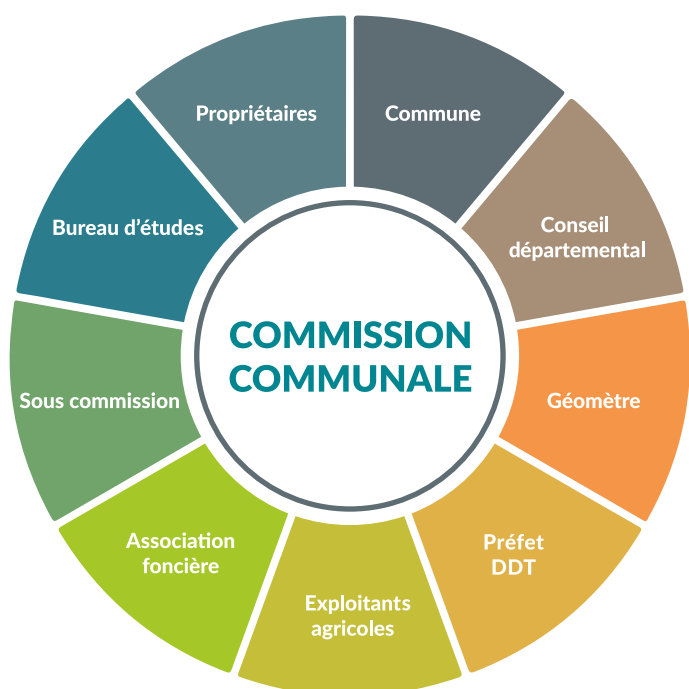 Propriétaires
Commune
Conseil
départemental
Géomètre
Préfet
DDT
Exploitants
agricoles
Association
foncière
Sous commission
Bureau d'études
COMMISSION
COMMUNALE